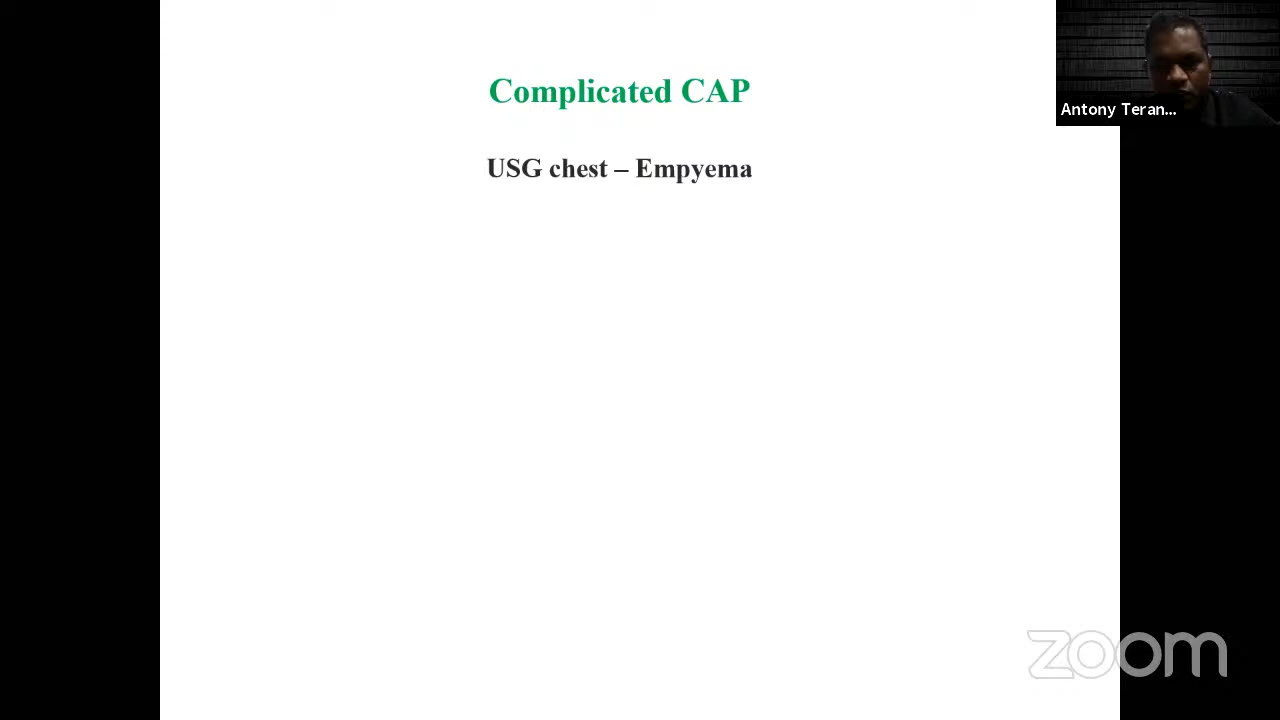 Complicated CAP
USG chest – Empyema
Antony Teran...
zoom